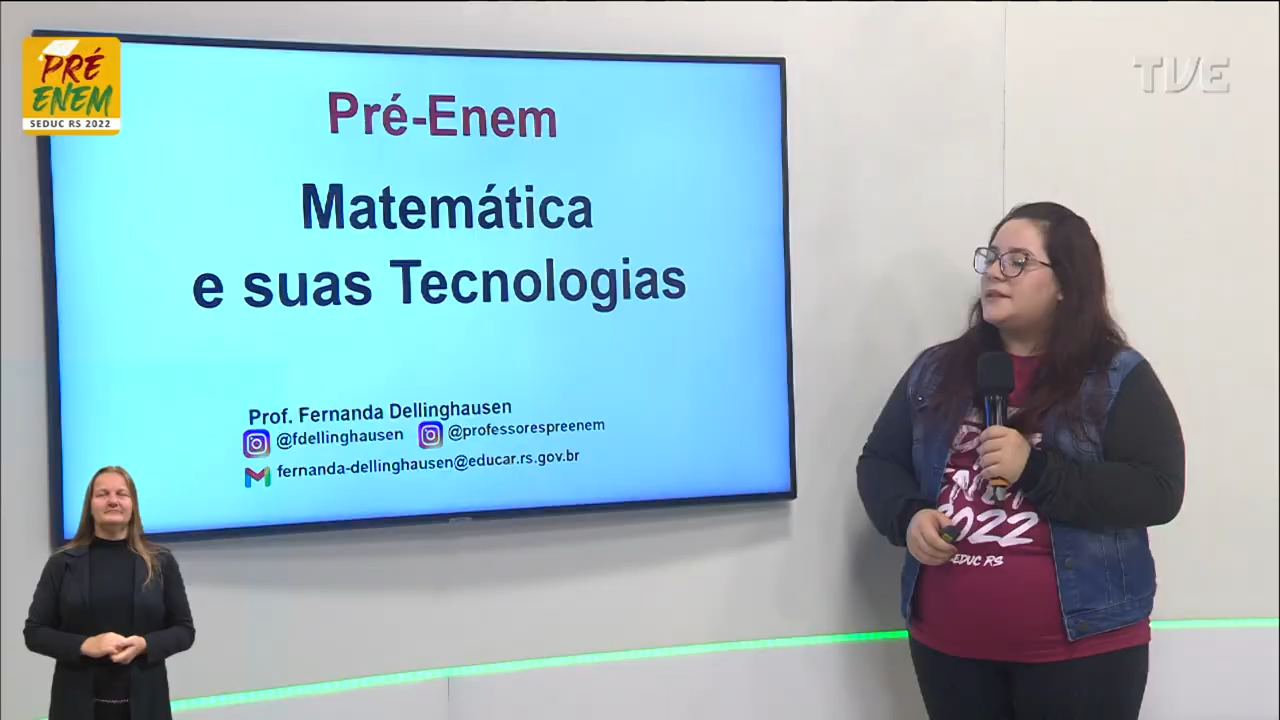 PRÉ
ENEM
SEDUC RS 2022
TVE
Pré-Enem
Matemática
e suas Tecnologias
Prof. Fernanda Dellinghausen
@fdellinghausen @professorespreenem
fernanda-dellinghausen@educar.rs.gov.br
2022
SEDUC RS